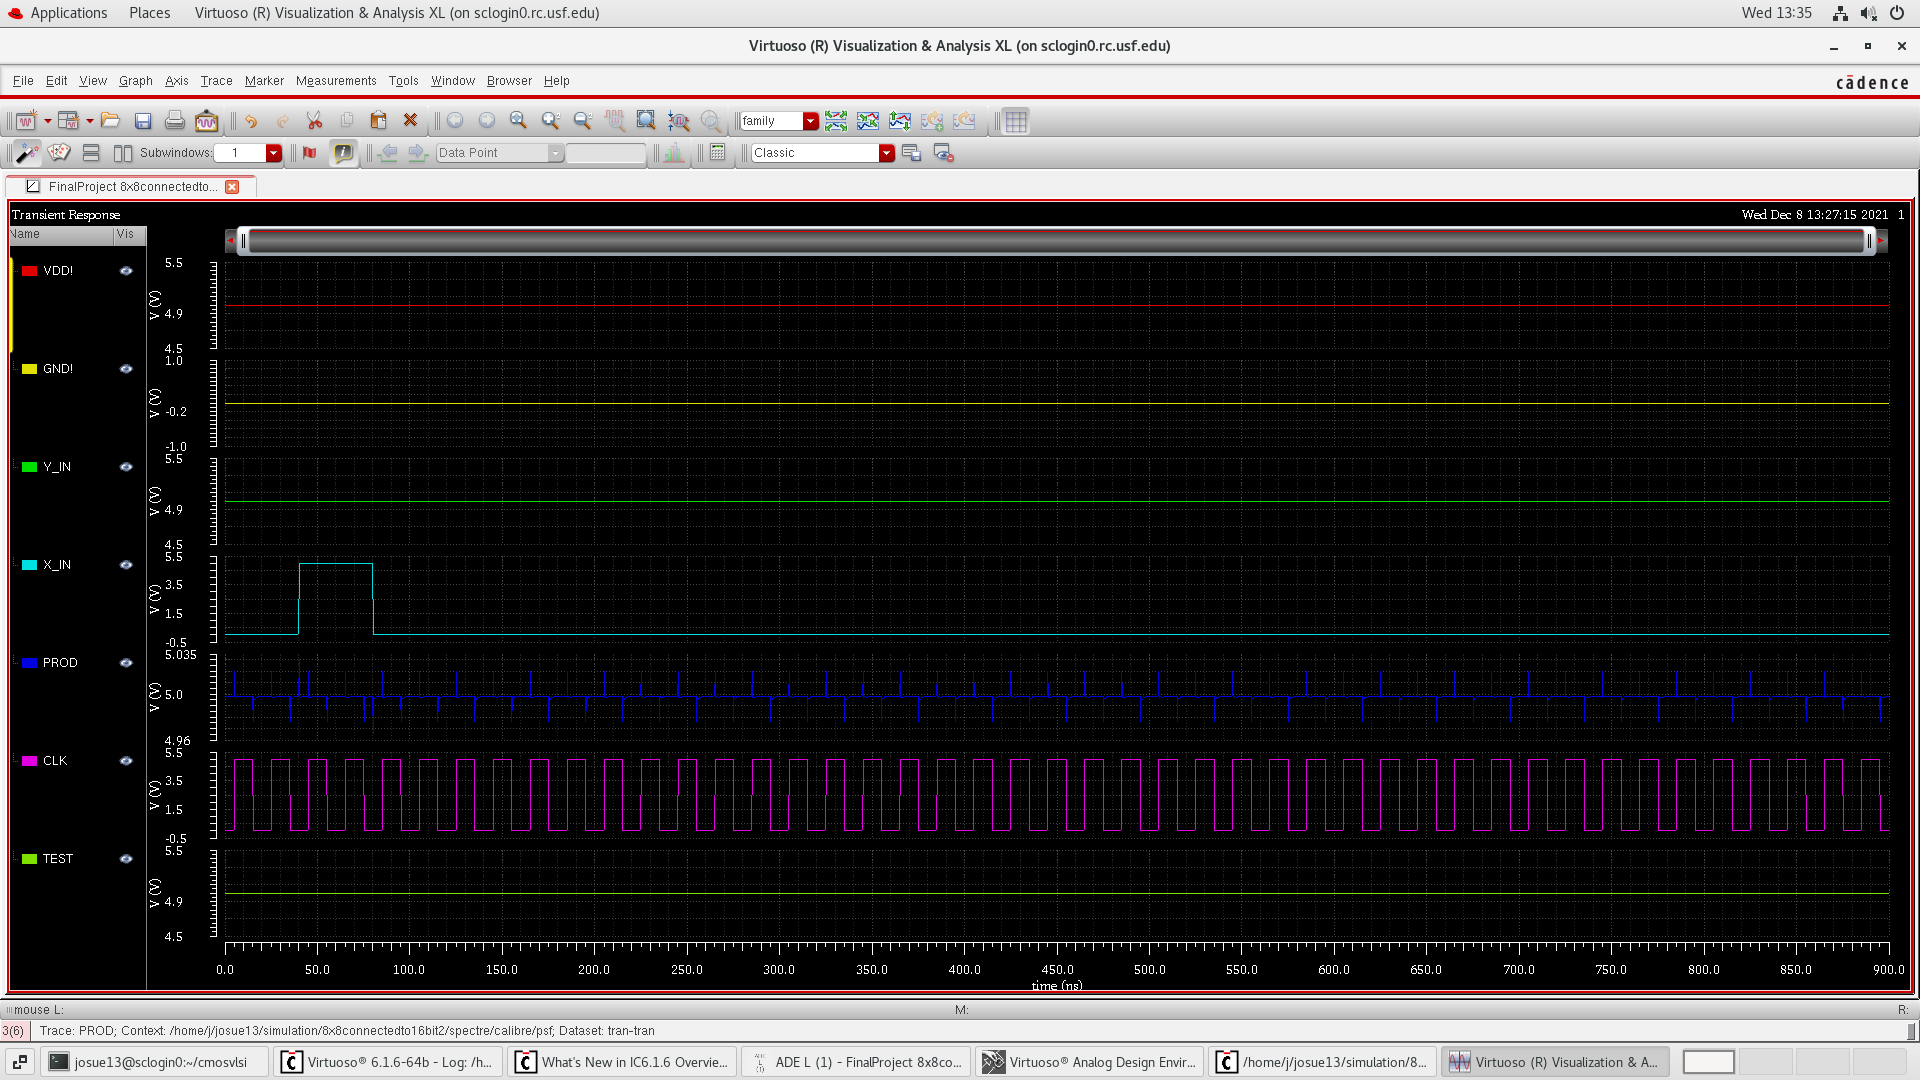 Applications Places Virtuoso (R) Visualization & Analysis XL (on sclogin0.rc.usf.edu) Wed 13:35
Virtuoso (R) Visualization & Analysis XL (on sclogin0.rc.usf.edu)
File Edit View Graph Axis Trace Marker Measurements Tools Window Browser Help cādence
family
Subwindows: 1 Data Point Classic
FinalProject 8x8connectedto...
Transient Response Wed Dec 8 13:27:15 2021 1
Name Vis
VDD! V (V) 5.5 4.9 4.5
GND! V (V) 1.0 -0.2 -1.0
Y_IN V (V) 5.5 4.9 4.5
X_IN V (V) 5.5 3.5 1.5 -0.5
PROD V (V) 5.035 5.0 4.96
CLK V (V) 5.5 3.5 1.5 -0.5
TEST V (V) 5.5 4.9 4.5
0.0 50.0 100.0 150.0 200.0 250.0 300.0 350.0 400.0 450.0 500.0 550.0 600.0 650.0 700.0 750.0 800.0 850.0 900.0
time (ns)
mouse L: M: R:
3(6) Trace: PROD; Context: /home/j/josue13/simulation/8x8connectedto16bit2/spectre/calibre/psf; Dataset: tran-tran
josue13@sclogin0:~/cmosvlsi Virtuoso® 6.1.6-64b - Log: /h... What's New in IC6.1.6 Overvie... ADE L (1) - FinalProject 8x8co... Virtuoso® Analog Design Envir... /home/j/josue13/simulation/8... Virtuoso (R) Visualization & A...